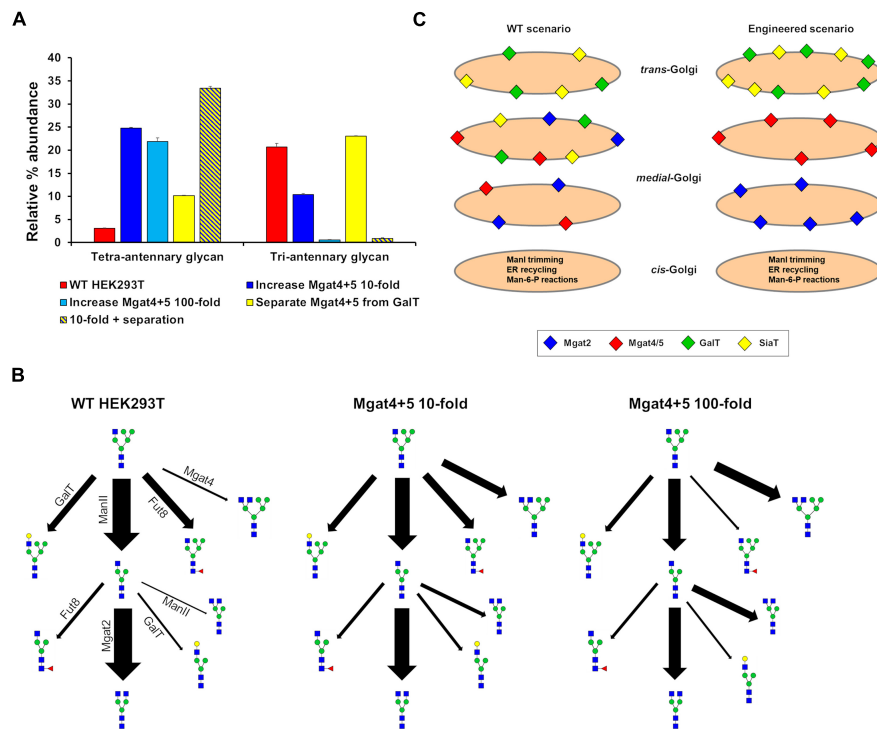 A
Relative % abundance
40
35
30
25
20
15
10
5
0
Tetra-antennary glycan
Tri-antennary glycan
WT HEK293T
Increase Mgat4+5 10-fold
Increase Mgat4+5 100-fold
Separate Mgat4+5 from GalT
10-fold + separation
C
WT scenario
Engineered scenario
trans-Golgi
medial-Golgi
cis-Golgi
ManI trimming
ER recycling
Man-6-P reactions
ManI trimming
ER recycling
Man-6-P reactions
Mgat2
Mgat4/5
GalT
SiaT
B
WT HEK293T
Mgat4+5 10-fold
Mgat4+5 100-fold
GalT
ManII
Fut8
Mgat4
Fut8
Mgat2
GalT
ManII